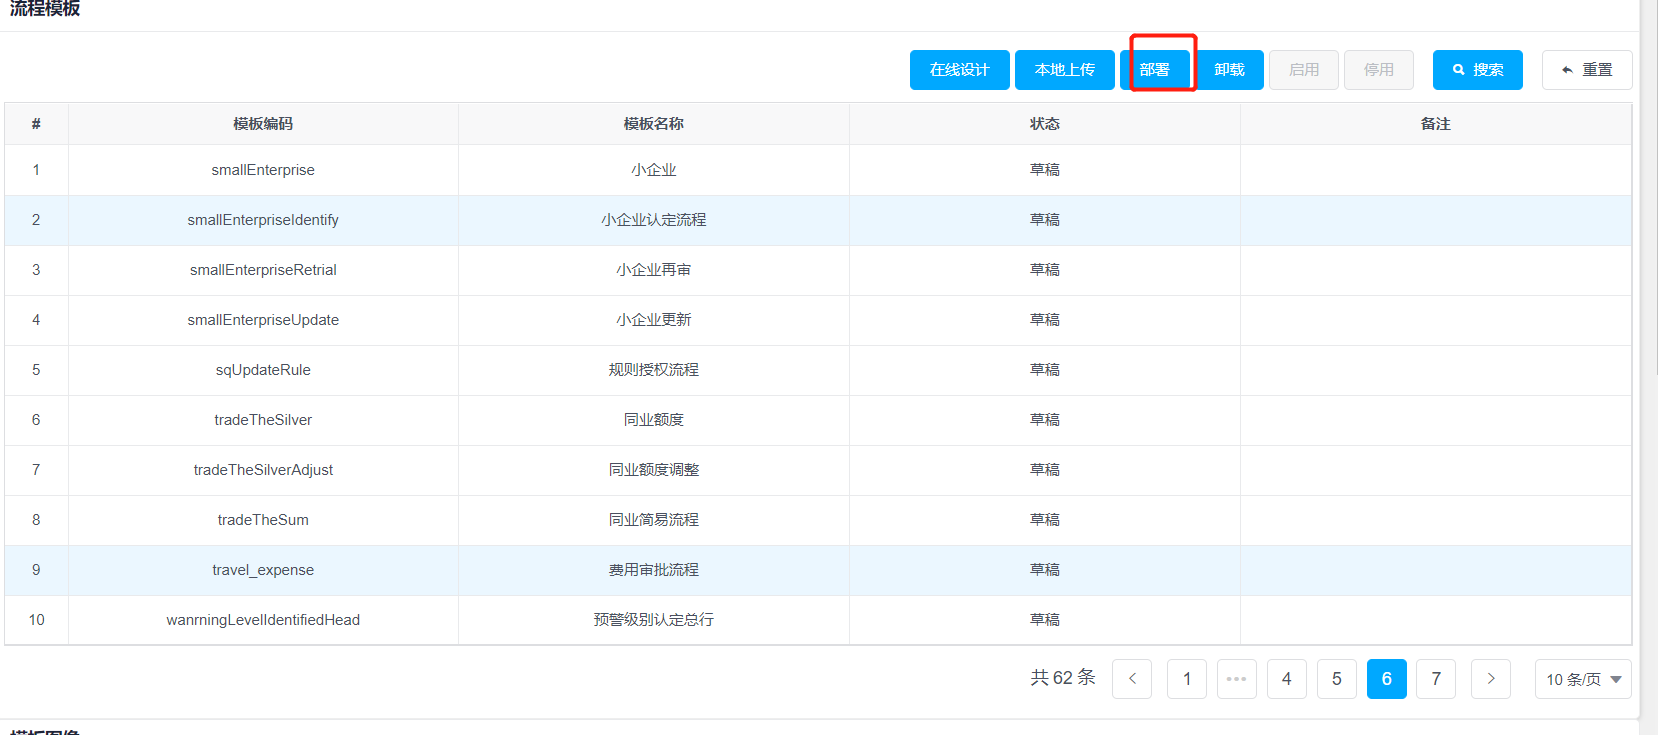 流程模板
在线设计 本地上传 部署 卸载 启用 停用 搜索 重置
# 模板编码 模板名称 状态 备注
1 smallEnterprise 小企业 草稿
2 smallEnterpriseIdentify 小企业认定流程 草稿
3 smallEnterpriseRetrial 小企业再审 草稿
4 smallEnterpriseUpdate 小企业更新 草稿
5 sqUpdateRule 规则授权流程 草稿
6 tradeTheSilver 同业额度 草稿
7 tradeTheSilverAdjust 同业额度调整 草稿
8 tradeTheSum 同业简易流程 草稿
9 travel_expense 费用审批流程 草稿
10 wanrningLevelIdentifiedHead 预警级别认定总行 草稿
共 62 条 < 1 ••• 4 5 6 7 > 10 条/页
模板图像